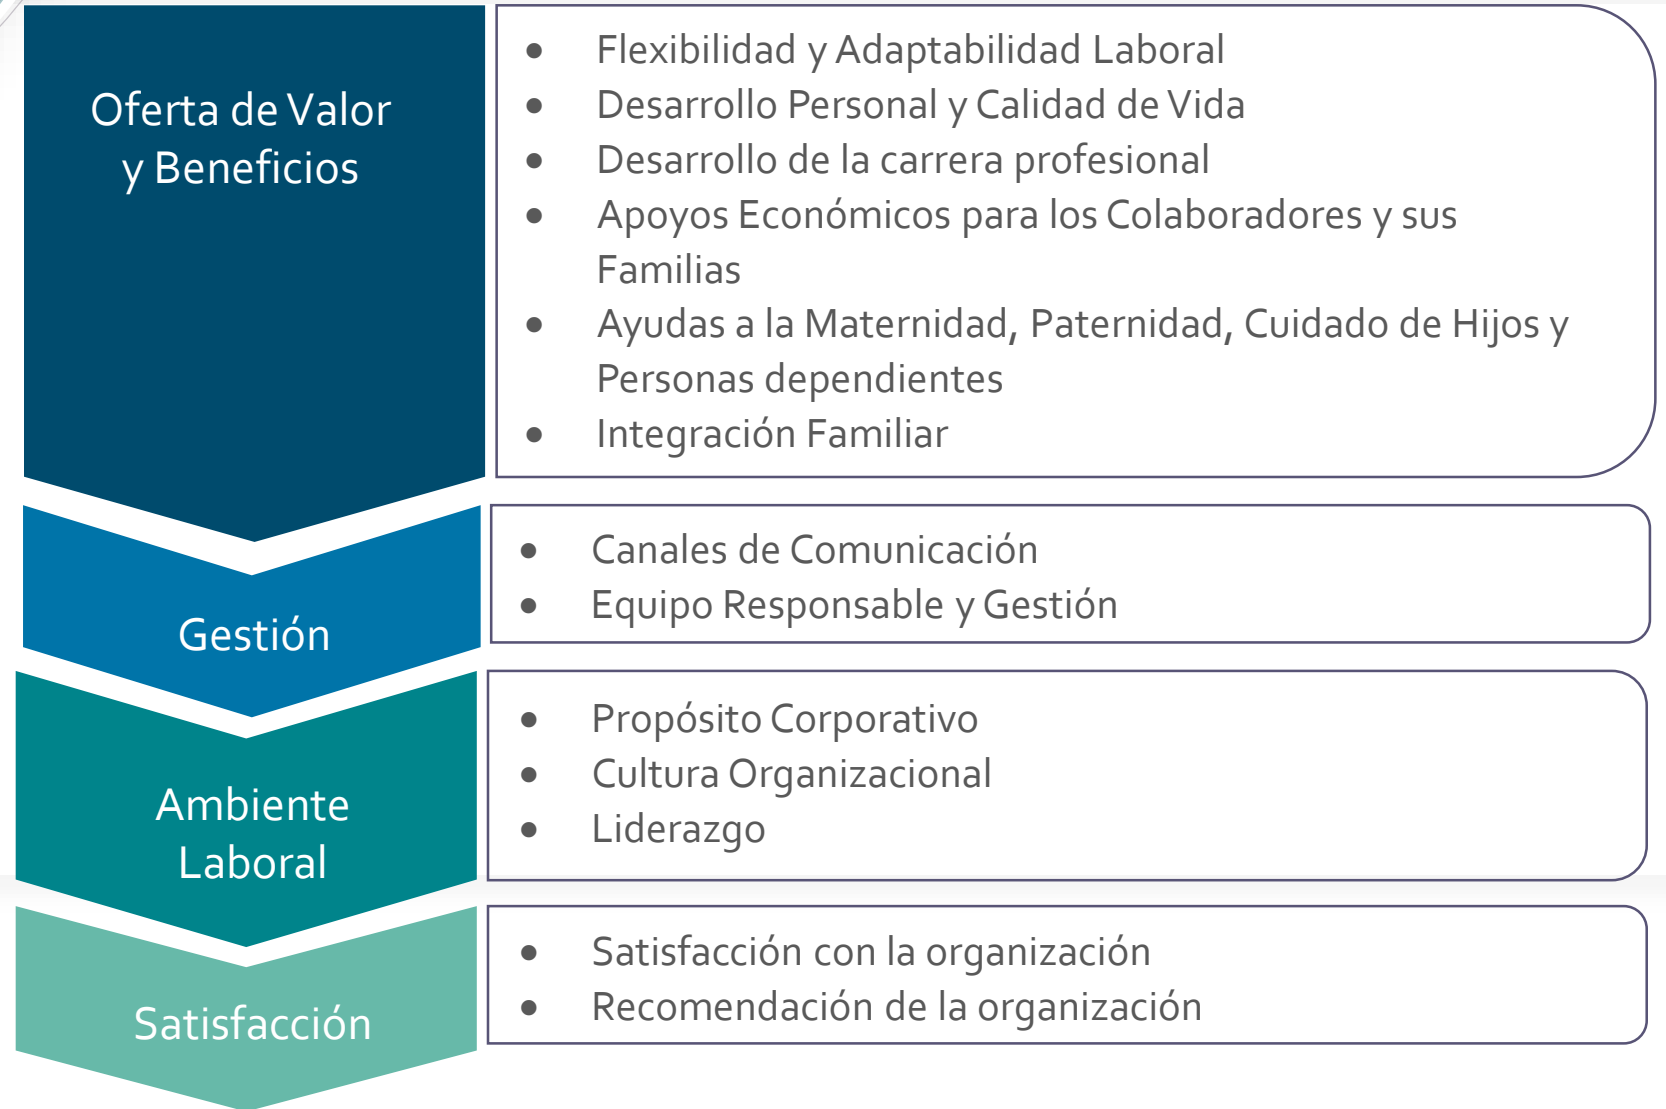 Oferta de Valor
y Beneficios
• Flexibilidad y Adaptabilidad Laboral
• Desarrollo Personal y Calidad de Vida
• Desarrollo de la carrera profesional
• Apoyos Económicos para los Colaboradores y sus
Familias
• Ayudas a la Maternidad, Paternidad, Cuidado de Hijos y
Personas dependientes
• Integración Familiar
Gestión
• Canales de Comunicación
• Equipo Responsable y Gestión
Ambiente
Laboral
• Propósito Corporativo
• Cultura Organizacional
• Liderazgo
Satisfacción
• Satisfacción con la organización
• Recomendación de la organización